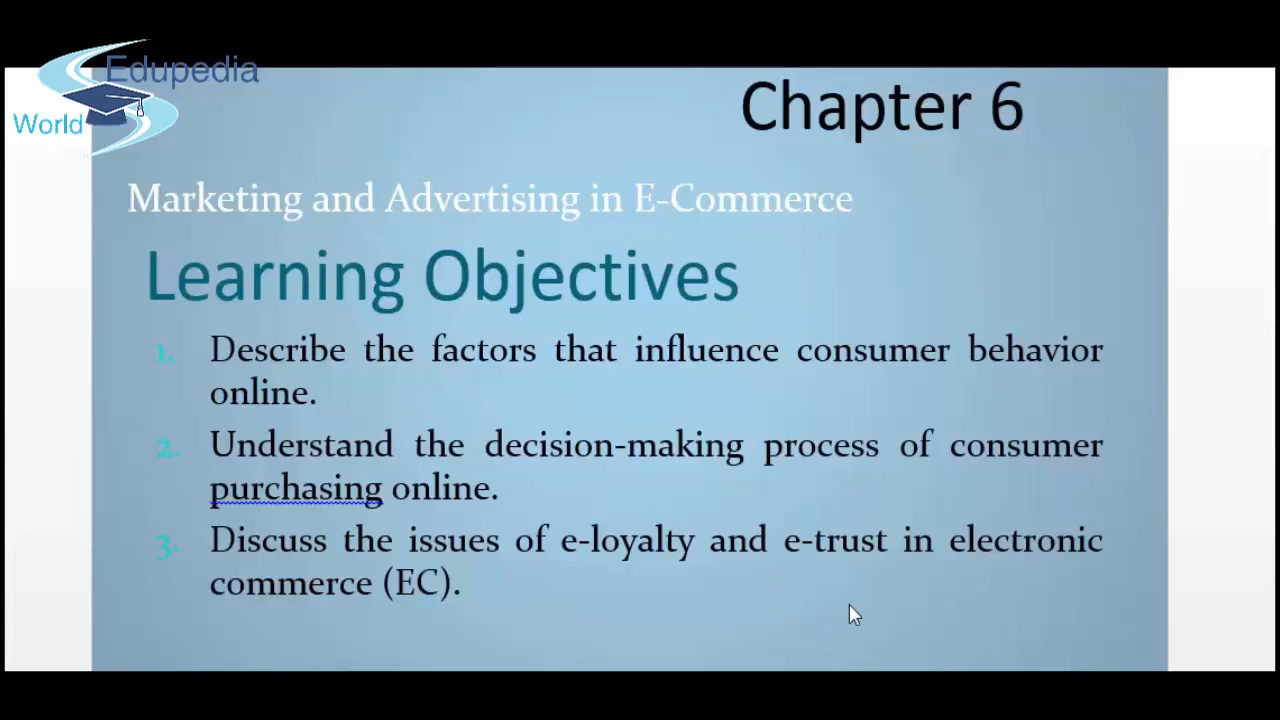 Edupedia
World
Chapter 6
Marketing and Advertising in E-Commerce
Learning Objectives
1. Describe the factors that influence consumer behavior
online.
2. Understand the decision-making process of consumer
purchasing online.
3. Discuss the issues of e-loyalty and e-trust in electronic
commerce (EC).